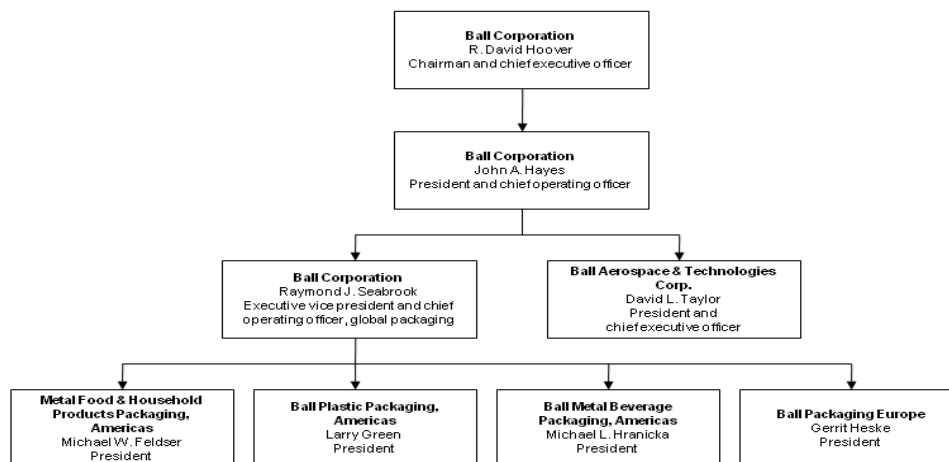 Ball Corporation
R. David Hoover
Chairman and chief executive officer
Ball Corporation
John A. Hayes
President and chief operating officer
Ball Corporation
Raymond J. Seabrook
Executive vice president and chief
operating officer, global packaging
Ball Aerospace & Technologies
Corp.
David L. Taylor
President and
chief executive officer
Metal Food & Household
Products Packaging,
Americas
Michael W. Feldser
President
Ball Plastic Packaging,
Americas
Larry Green
President
Ball Metal Beverage
Packaging, Americas
Michael L. Hranicka
President
Ball Packaging Europe
Gerrit Heske
President